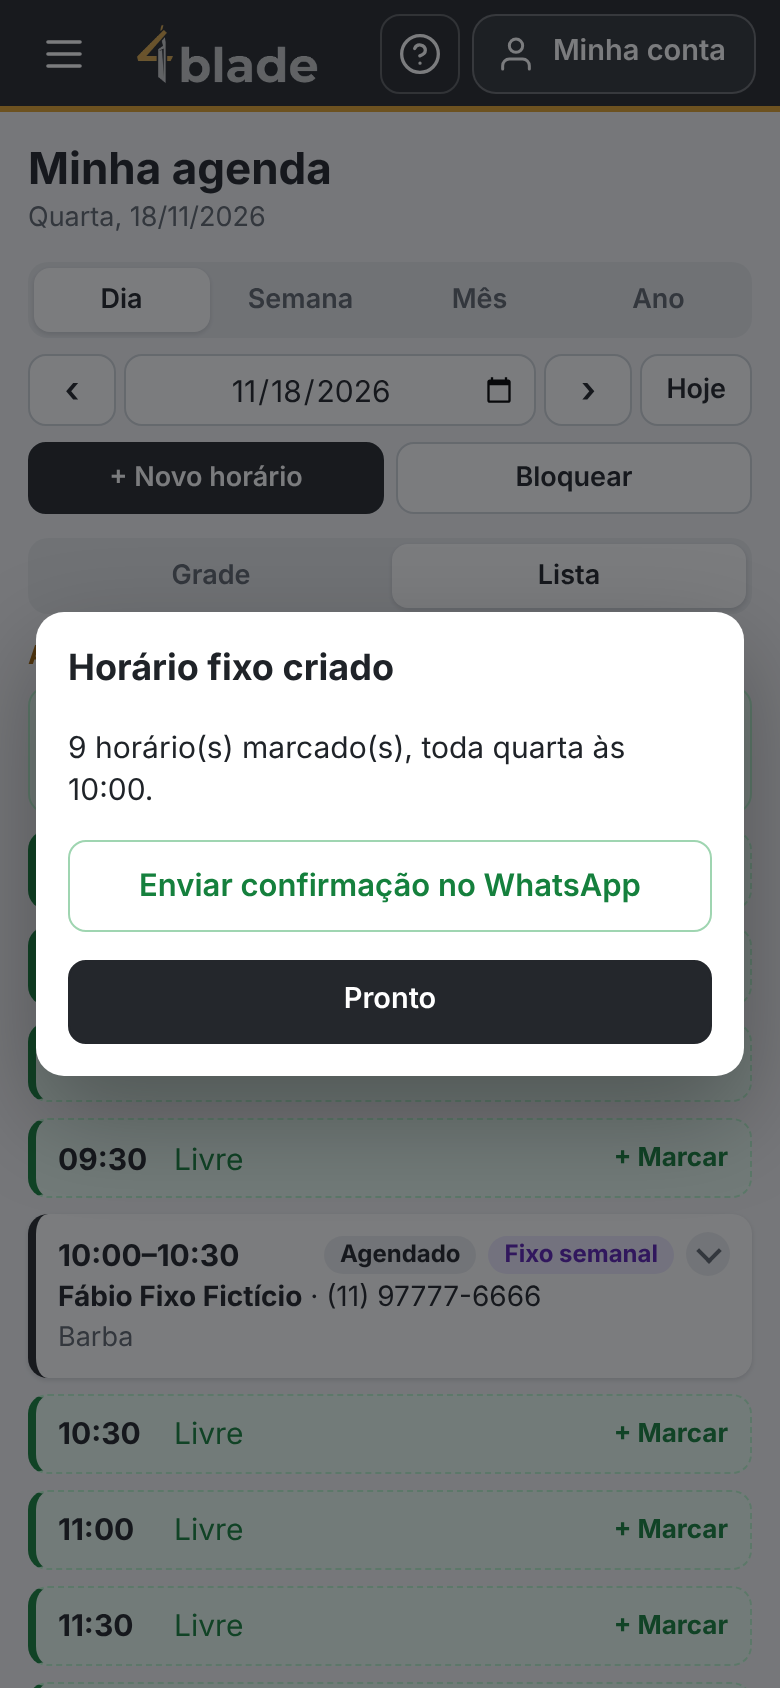 4blade
Minha conta
Minha agenda
Quarta, 18/11/2026
Dia Semana Mês Ano
11/18/2026 Hoje
+ Novo horário Bloquear
Grade Lista
Horário fixo criado
9 horário(s) marcado(s), toda quarta às
10:00.
Enviar confirmação no WhatsApp
Pronto
09:30 Livre + Marcar
10:00–10:30 Agendado Fixo semanal
Fábio Fixo Fictício · (11) 97777-6666
Barba
10:30 Livre + Marcar
11:00 Livre + Marcar
11:30 Livre + Marcar